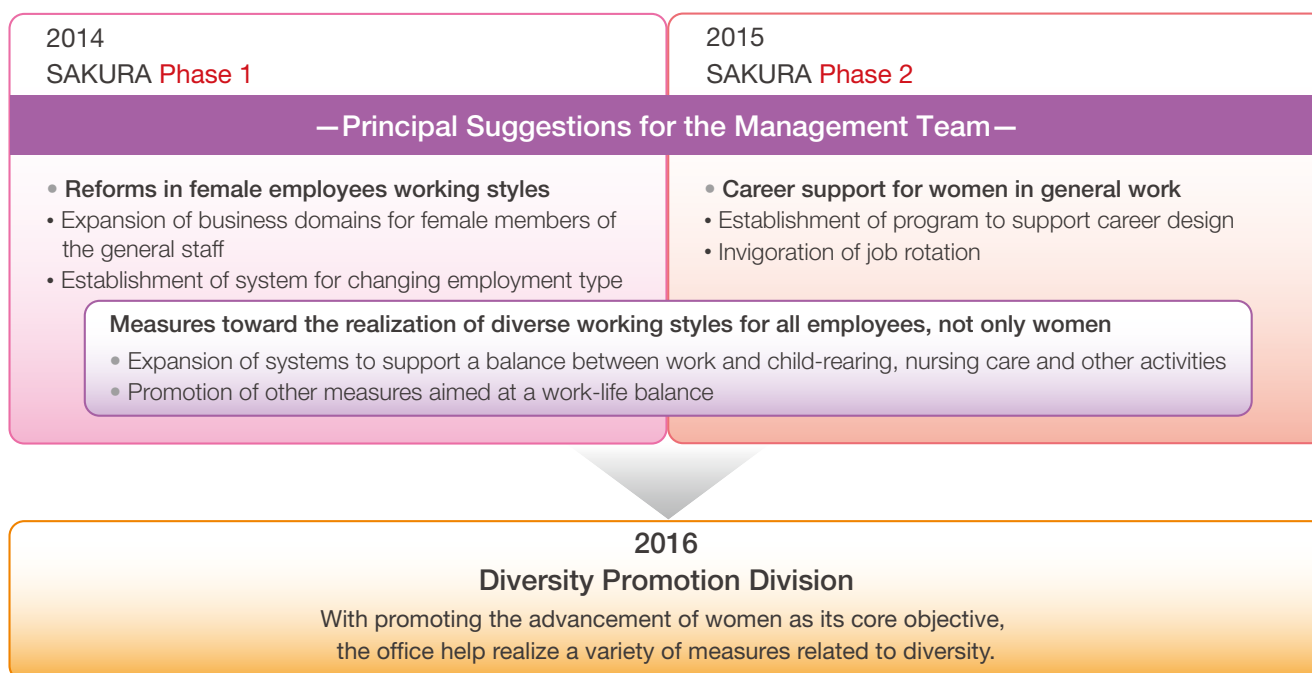 2014
SAKURA Phase 1
2015
SAKURA Phase 2
—Principal Suggestions for the Management Team—
• Reforms in female employees working styles
• Expansion of business domains for female members of
the general staff
• Establishment of system for changing employment type
• Career support for women in general work
• Establishment of program to support career design
• Invigoration of job rotation
Measures toward the realization of diverse working styles for all employees, not only women
• Expansion of systems to support a balance between work and child-rearing, nursing care and other activities
• Promotion of other measures aimed at a work-life balance
2016
Diversity Promotion Division
With promoting the advancement of women as its core objective,
the office help realize a variety of measures related to diversity.